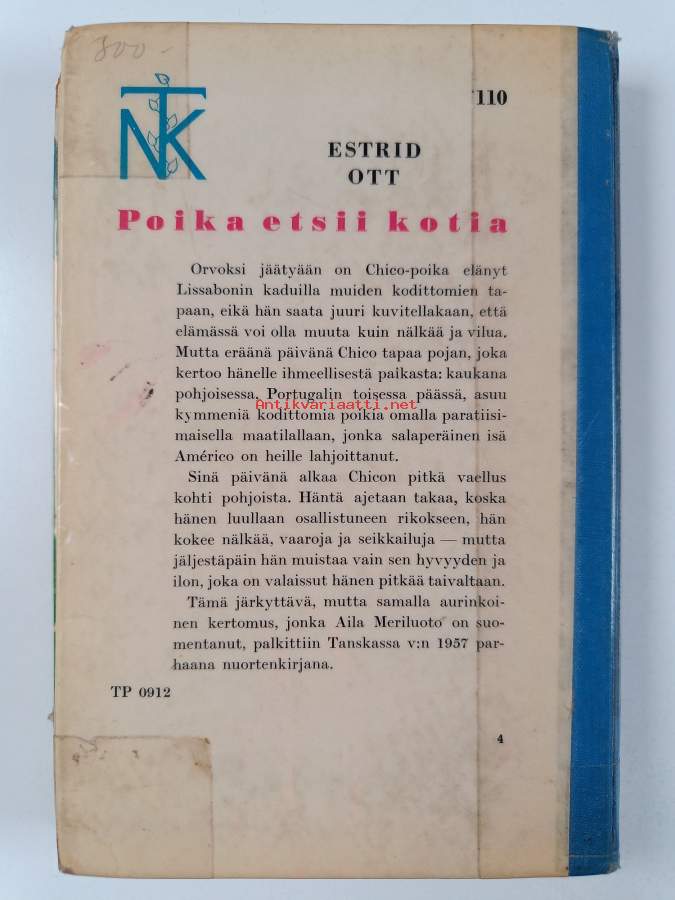 800-
NTK
110
ESTRID
OTT
Poika etsii kotia
Orvoksi jäätyään on Chico-poika elänyt
Lissabonin kaduilla muiden kodittomien ta-
paan, eikä hän saata juuri kuvitellakaan, että
elämässä voi olla muuta kuin nälkää ja vilua.
Mutta eräänä päivänä Chico tapaa pojan, joka
kertoo hänelle ihmeellisestä paikasta: kaukana
pohjoisessa. Portugalin toisessa päässä, asuu
Antikvariaatti.net
kymmeniä kodittomia poikia omalla paratiisi-
maisella maatilallaan, jonka salaperäinen isä
Américo on heille lahjoittanut.
Sinä päivänä alkaa Chicon pitkä vaellus
kohti pohjoista. Häntä ajetaan takaa, koska
hänen luullaan osallistuneen rikokseen, hän
kokee nälkää, vaaroja ja seikkailuja — mutta
jäljestäpäin hän muistaa vain sen hyvyyden ja
ilon, joka on valaissut hänen pitkää taivaltaan.
Tämä järkyttävä, mutta samalla aurinkoi-
nen kertomus, jonka Aila Meriluoto on suo-
mentanut, palkittiin Tanskassa v:n 1957 par-
haana nuortenkirjana.
TP 0912
4